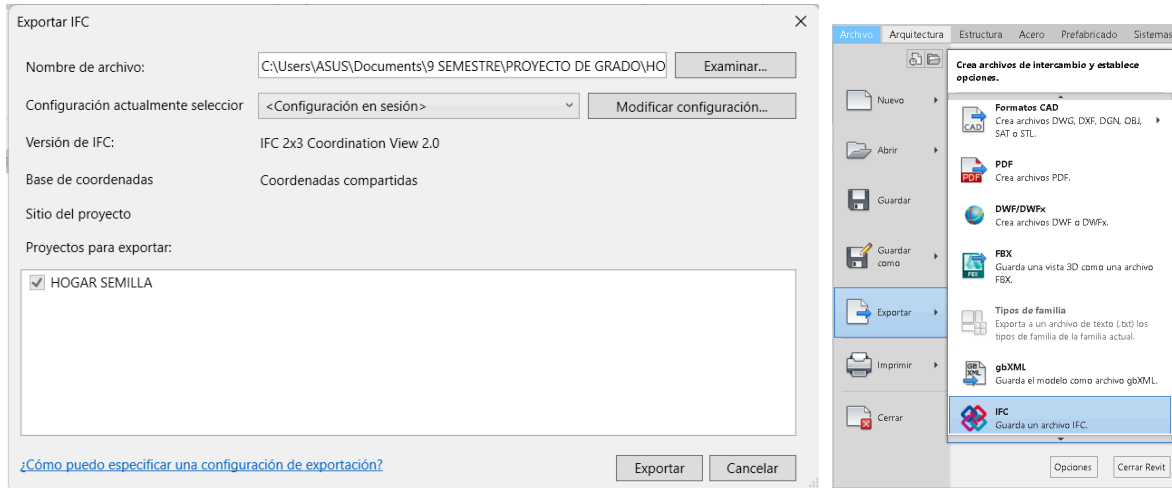 Exportar IFC
Nombre de archivo:
C:\Users\ASUS\Documents\9 SEMESTRE\PROYECTO DE GRADO\HO
Examinar...
Configuración actualmente seleccior
<Configuración en sesión>
Modificar configuración...
Versión de IFC:
IFC 2x3 Coordination View 2.0
Base de coordenadas
Coordenadas compartidas
Sitio del proyecto
Proyectos para exportar:
HOGAR SEMILLA
¿Cómo puedo especificar una configuración de exportación?
Exportar
Cancelar
Archivo
Arquitectura
Estructura
Acero
Prefabricado
Sistemas
Nuevo
Abrir
Guardar
Guardar
como
Exportar
Imprimir
Cerrar
Crea archivos de intercambio y establece
opciones.
CAD
Formatos CAD
Crea archivos DWG, DXF, DGN, OBJ,
SAT o STL.
PDF
PDF
Crea archivos PDF.
DWF/DWFx
Crea archivos DWF o DWFx.
FBX
FBX
Guarda una vista 3D como una archivo
FBX.
Tipos de familia
Exporta a un archivo de texto (.txt) los
tipos de familia de la familia actual.
GB
XML
gbXML
Guarda el modelo como archivo gbXML.
IFC
Guarda un archivo IFC.
Opciones
Cerrar Revit